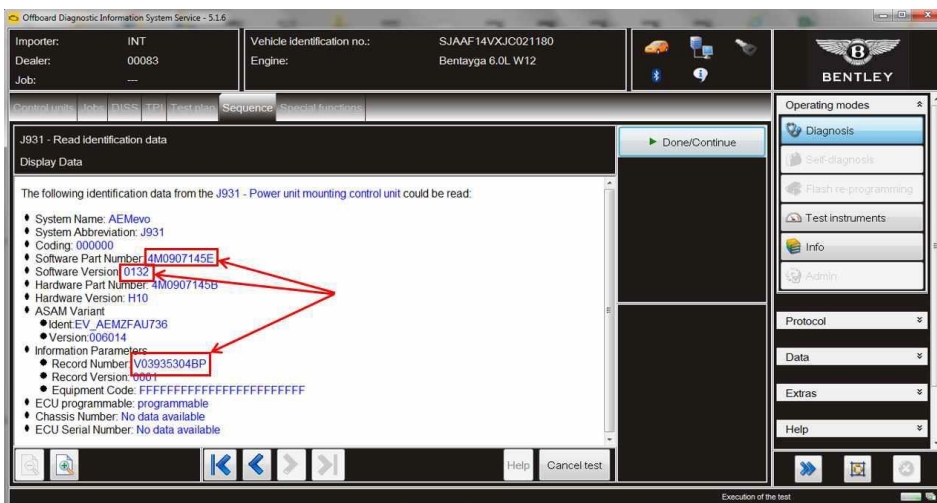 Offboard Diagnostic Information System Service - 5.1.6
Importer: INT
Dealer: 00083
Job: ---
Vehicle identification no.: SJAAF14VXJC021180
Engine: Bentayga 6.0L W12
B
BENTLEY
Control units Jobs DISS TPI Test plan Sequence Special functions
J931 - Read identification data
Display Data
Done/Continue
The following identification data from the J931 - Power unit mounting control unit could be read:
System Name: AEMevo
System Abbreviation: J931
Coding: 000000
Software Part Number: 4M0907145E
Software Version: 0132
Hardware Part Number: 4M0907145B
Hardware Version: H10
ASAM Variant
Ident:EV_AEMZFAU736
Version:006014
Information Parameters
Record Number: V03935304BP
Record Version: 0001
Equipment Code: FFFFFFFFFFFFFFFFFFFFFFFF
ECU programmable: programmable
Chassis Number: No data available
ECU Serial Number: No data available
Help
Cancel test
Operating modes
Diagnosis
Self-diagnosis
Flash re-programming
Test instruments
Info
Admin
Protocol
Data
Extras
Help
Execution of the test